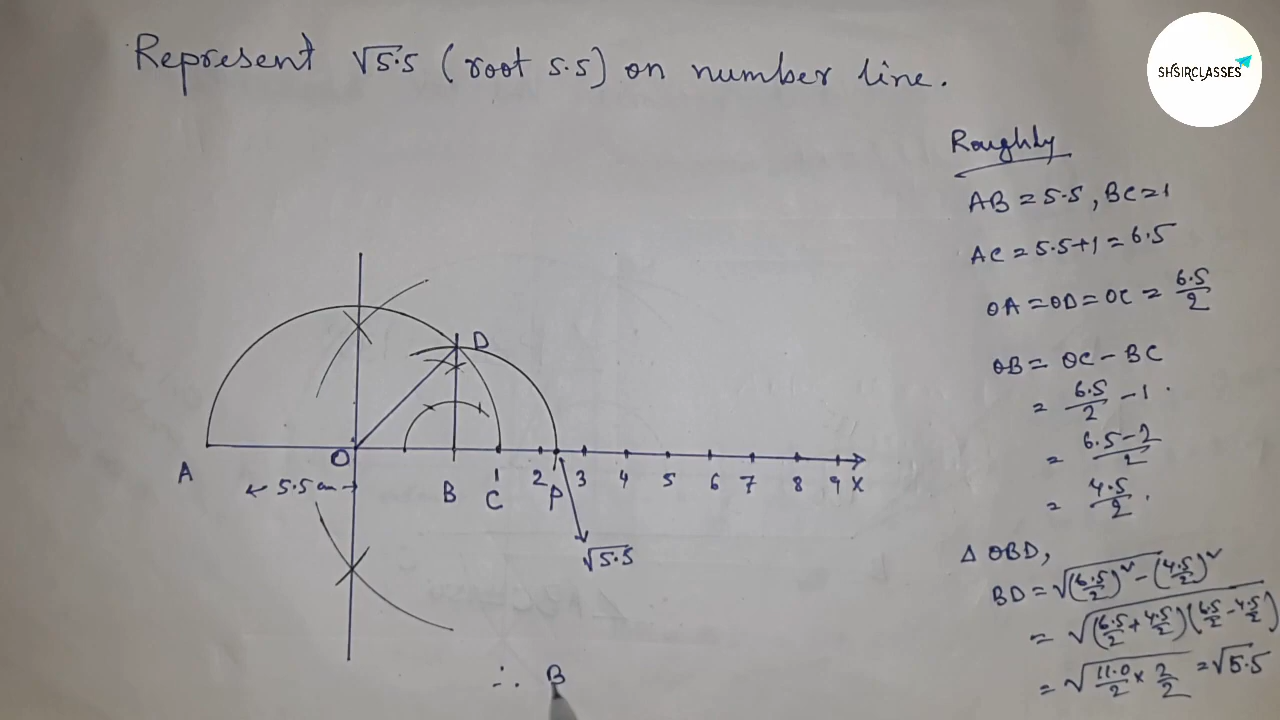 Represent √5.5 (root 5.5) on number line.
SHSIRCLASSES
Roughly
AB = 5.5, BC = 1
AC = 5.5+1 = 6.5
OA = OD = OC = 6.5/2
OB = OC - BC
= 6.5/2 - 1
= 6.5-2/2
= 4.5/2
D
O
A
5.5 cm
B
1
C
2
P
3
4
5
6
7
8
9
X
√5.5
△ OBD,
BD = √(6.5/2)² - (4.5/2)²
= √(6.5/2 + 4.5/2)(6.5/2 - 4.5/2)
= √11.0/2 × 2/2 = √5.5
∴ B